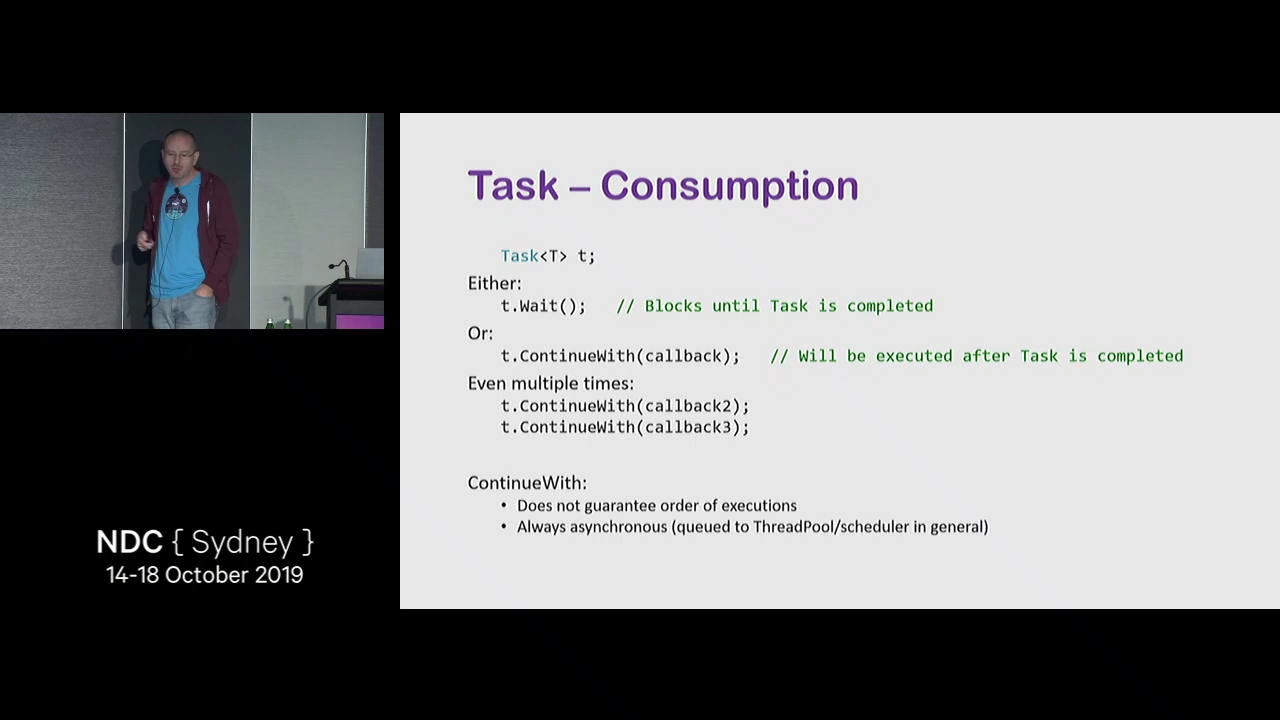 Task – Consumption
Task<T> t;
Either:
t.Wait();   // Blocks until Task is completed
Or:
t.ContinueWith(callback);   // Will be executed after Task is completed
Even multiple times:
t.ContinueWith(callback2);
t.ContinueWith(callback3);
ContinueWith:
• Does not guarantee order of executions
• Always asynchronous (queued to ThreadPool/scheduler in general)
NDC { Sydney }
14-18 October 2019